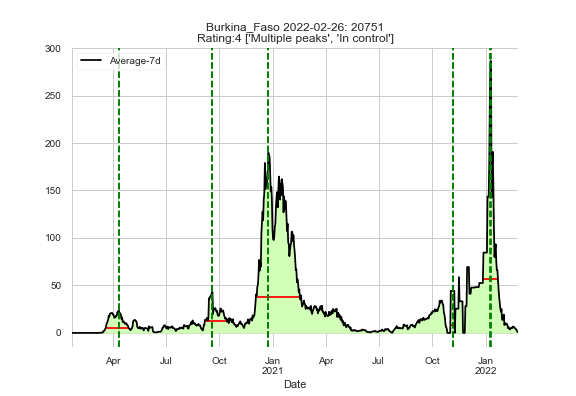 Burkina_Faso 2022-02-26: 20751
Rating:4 ['Multiple peaks', 'In control']
300
Average-7d
250
200
150
100
50
0
Apr Jul Oct Jan Apr Jul Oct Jan
2021 2022
Date